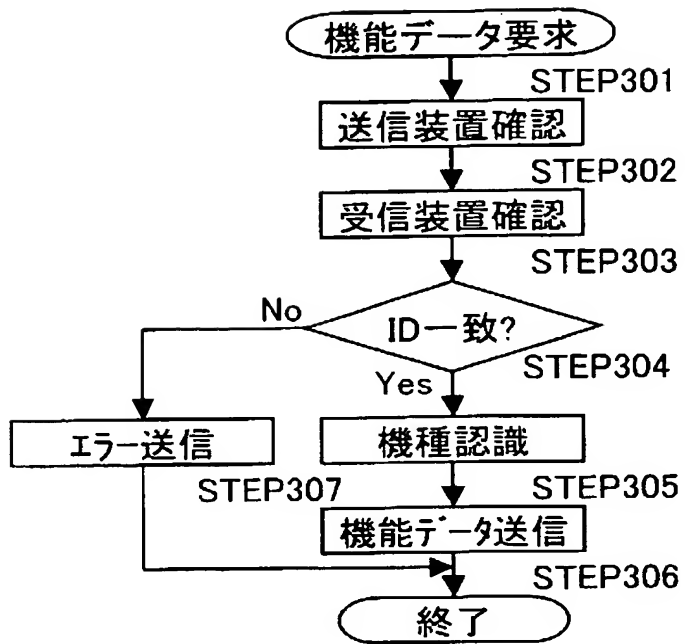 機能データ要求
STEP301
送信装置確認
STEP302
受信装置確認
STEP303
ID一致?
No
STEP304
Yes
エラー送信
機種認識
STEP307
STEP305
機能データ送信
STEP306
終了